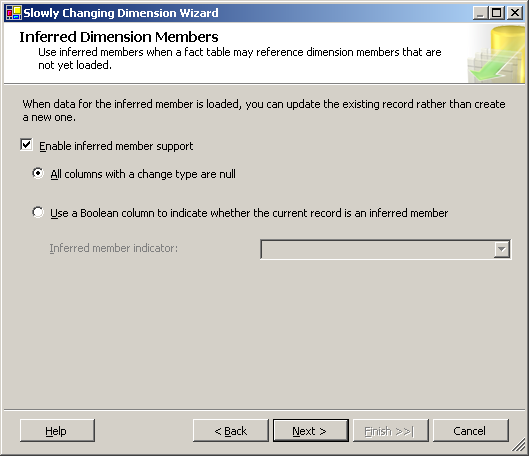 Slowly Changing Dimension Wizard
Inferred Dimension Members
Use inferred members when a fact table may reference dimension members that are
not yet loaded.
When data for the inferred member is loaded, you can update the existing record rather than create
a new one.
Enable inferred member support
All columns with a change type are null
Use a Boolean column to indicate whether the current record is an inferred member
Inferred member indicator:
Help
< Back
Next >
Finish >>|
Cancel